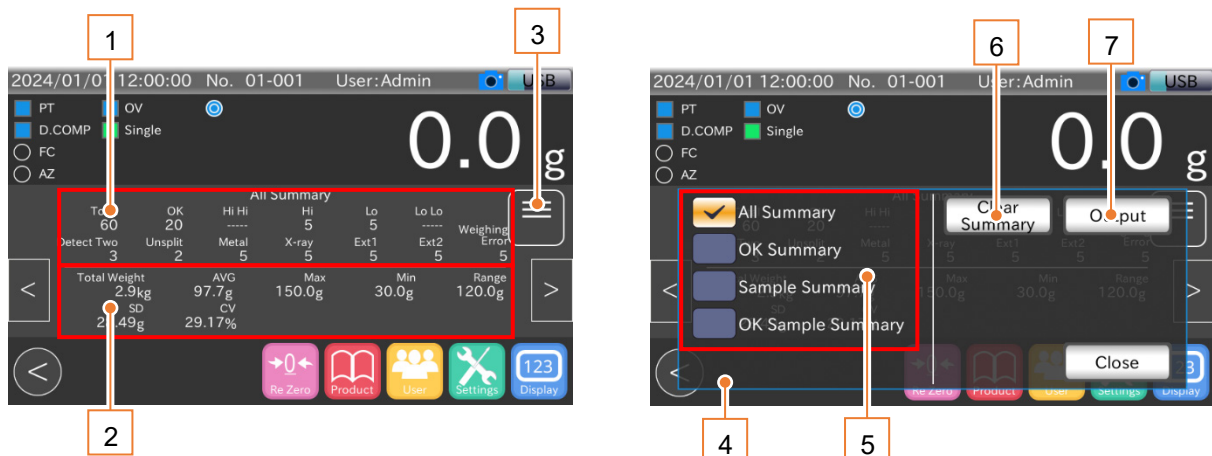 1
3
2024/01/01 12:00:00 No. 01-001 User:Admin USB
PT OV
D.COMP Single
FC
AZ
0.0 g
All Summary
OK Hi Hi Hi Lo Lo Lo
60 20 ----- 5 5 -----
Weighing Error
Detect Two Unsplit Metal X-ray Ext1 Ext2
3 2 5 5 5 5 5
Total Weight AVG Max Min Range
2.9kg 97.7g 150.0g 30.0g 120.0g
SD CV
.49g 29.17%
< >
<
→0← Re Zero Product User Settings 123 Display
2
6 7
2024/01/01 12:00:00 No. 01-001 User:Admin USB
PT OV
D.COMP Single
FC
AZ
0.0 g
All Summary
OK Summary
Sample Summary
OK Sample Summary
Clear Summary
Output
Close
4 5